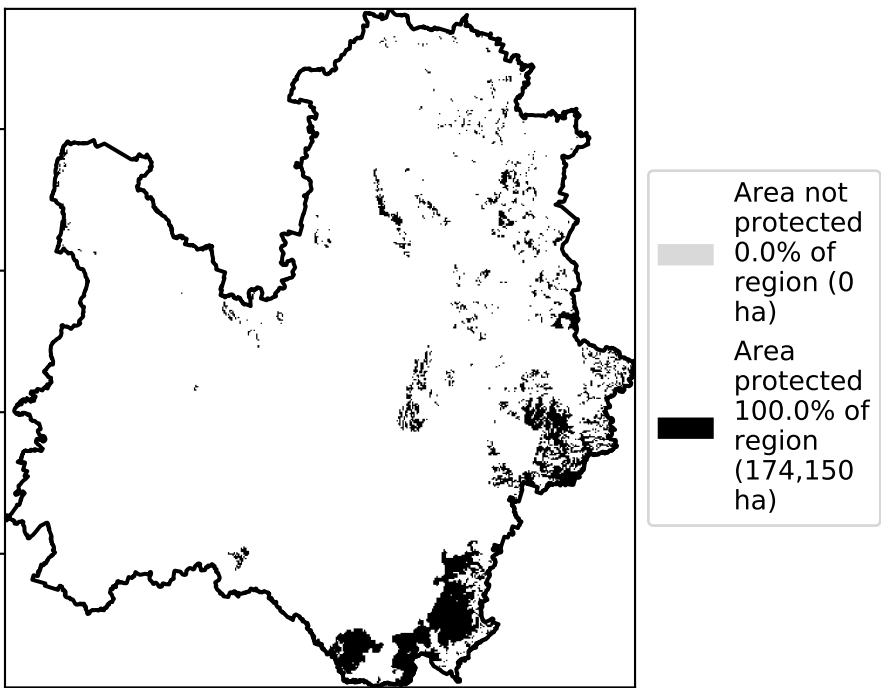 Area not
protected
0.0% of
region (0
ha)
Area
protected
100.0% of
region
(174,150
ha)